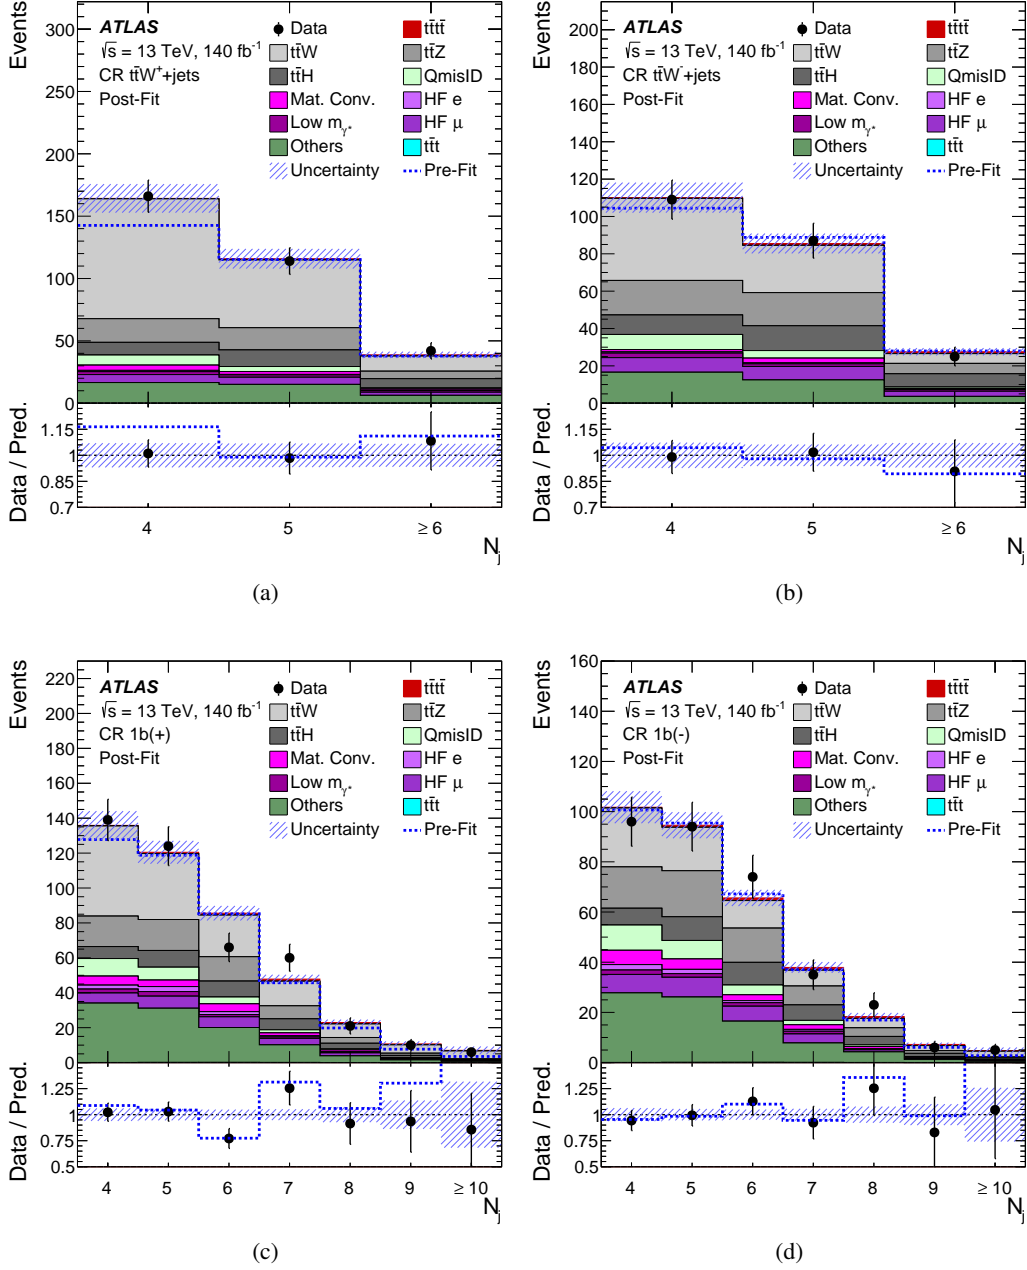 Events
300
250
200
150
100
50
0
ATLAS
√s = 13 TeV, 140 fb⁻¹
CR tt̄W⁺+jets
Post-Fit
Data
tt̄tt̄
tt̄W
tt̄Z
tt̄H
QmisID
Mat. Conv.
HF e
Low m_γ*
HF μ
Others
tt̄t
Uncertainty
Pre-Fit
Data / Pred.
1.15
1
0.85
0.7
4
5
≥ 6
N_j
(a)
Events
200
180
160
140
120
100
80
60
40
20
0
ATLAS
√s = 13 TeV, 140 fb⁻¹
CR tt̄W⁻+jets
Post-Fit
Data
tt̄tt̄
tt̄W
tt̄Z
tt̄H
QmisID
Mat. Conv.
HF e
Low m_γ*
HF μ
Others
tt̄t
Uncertainty
Pre-Fit
Data / Pred.
1.15
1
0.85
0.7
4
5
≥ 6
N_j
(b)
Events
220
200
180
160
140
120
100
80
60
40
20
0
ATLAS
√s = 13 TeV, 140 fb⁻¹
CR 1b(+)
Post-Fit
Data
tt̄tt̄
tt̄W
tt̄Z
tt̄H
QmisID
Mat. Conv.
HF e
Low m_γ*
HF μ
Others
tt̄t
Uncertainty
Pre-Fit
Data / Pred.
1.25
1
0.75
0.5
4
5
6
7
8
9
≥ 10
N_j
(c)
Events
160
140
120
100
80
60
40
20
0
ATLAS
√s = 13 TeV, 140 fb⁻¹
CR 1b(-)
Post-Fit
Data
tt̄tt̄
tt̄W
tt̄Z
tt̄H
QmisID
Mat. Conv.
HF e
Low m_γ*
HF μ
Others
tt̄t
Uncertainty
Pre-Fit
Data / Pred.
1.25
1
0.75
0.5
4
5
6
7
8
9
≥ 10
N_j
(d)